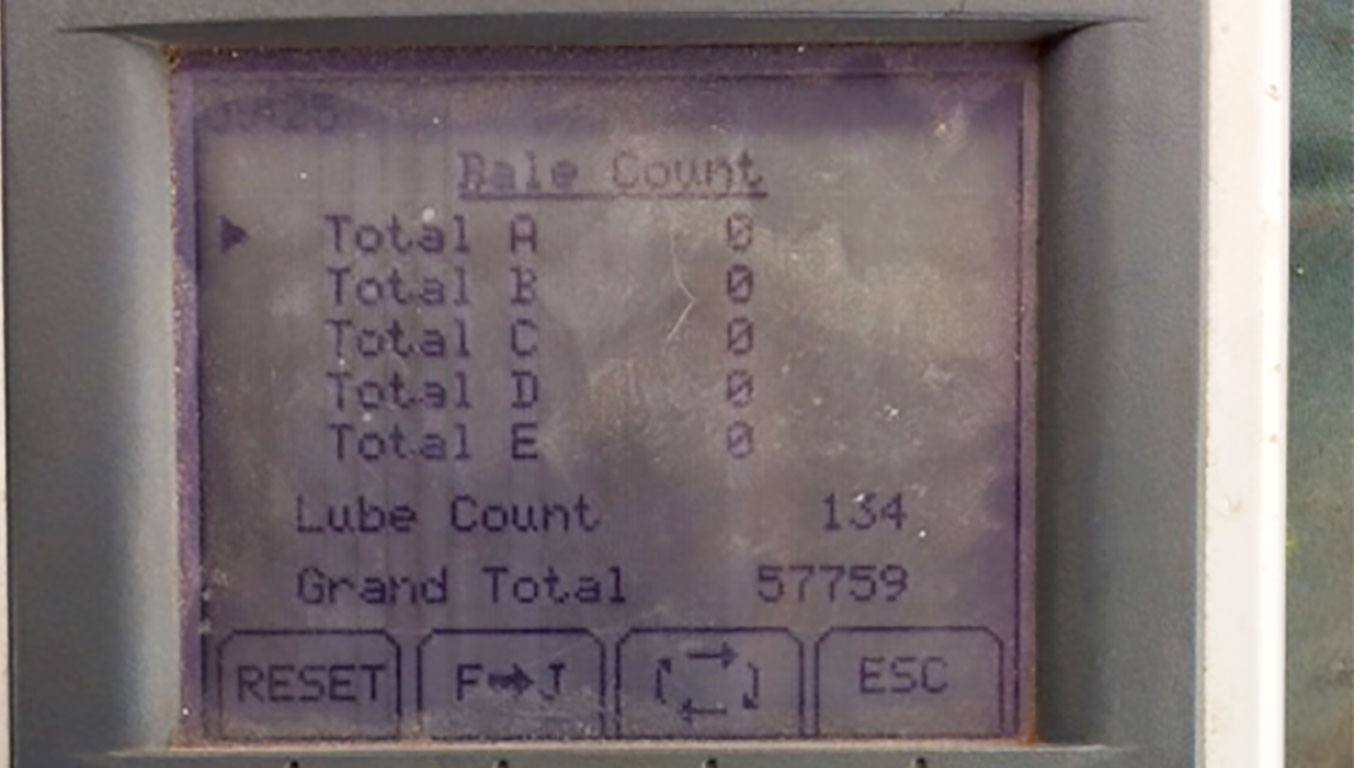 Bale Count
Total A 0
Total B 0
Total C 0
Total D 0
Total E 0
Lube Count 134
Grand Total 57759
RESET F➡J ESC